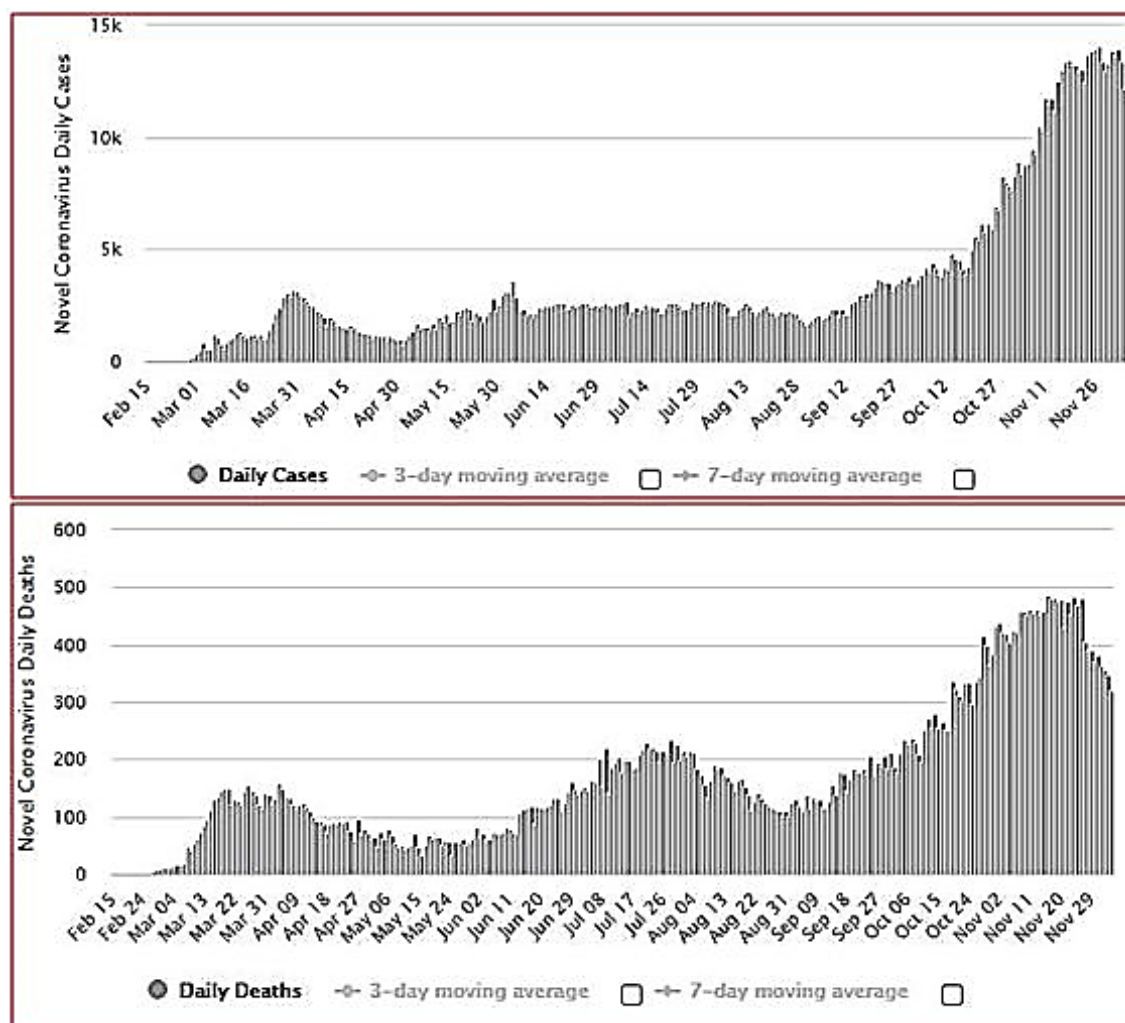 15k
10k
5k
0
Novel Coronavirus Daily Cases
Feb 15 Mar 01 Mar 16 Mar 31 Apr 15 Apr 30 May 15 May 30 Jun 14 Jun 29 Jul 14 Jul 29 Aug 13 Aug 28 Sep 12 Sep 27 Oct 12 Oct 27 Nov 11 Nov 26
Daily Cases 3-day moving average 7-day moving average
600
500
400
300
200
100
0
Novel Coronavirus Daily Deaths
Feb 15 Feb 24 Mar 04 Mar 13 Mar 22 Mar 31 Apr 09 Apr 18 Apr 27 May 06 May 15 May 24 Jun 02 Jun 11 Jun 20 Jun 29 Jul 08 Jul 17 Jul 26 Aug 04 Aug 13 Aug 22 Aug 31 Sep 09 Sep 18 Sep 27 Oct 06 Oct 15 Oct 24 Nov 02 Nov 11 Nov 20 Nov 29
Daily Deaths 3-day moving average 7-day moving average